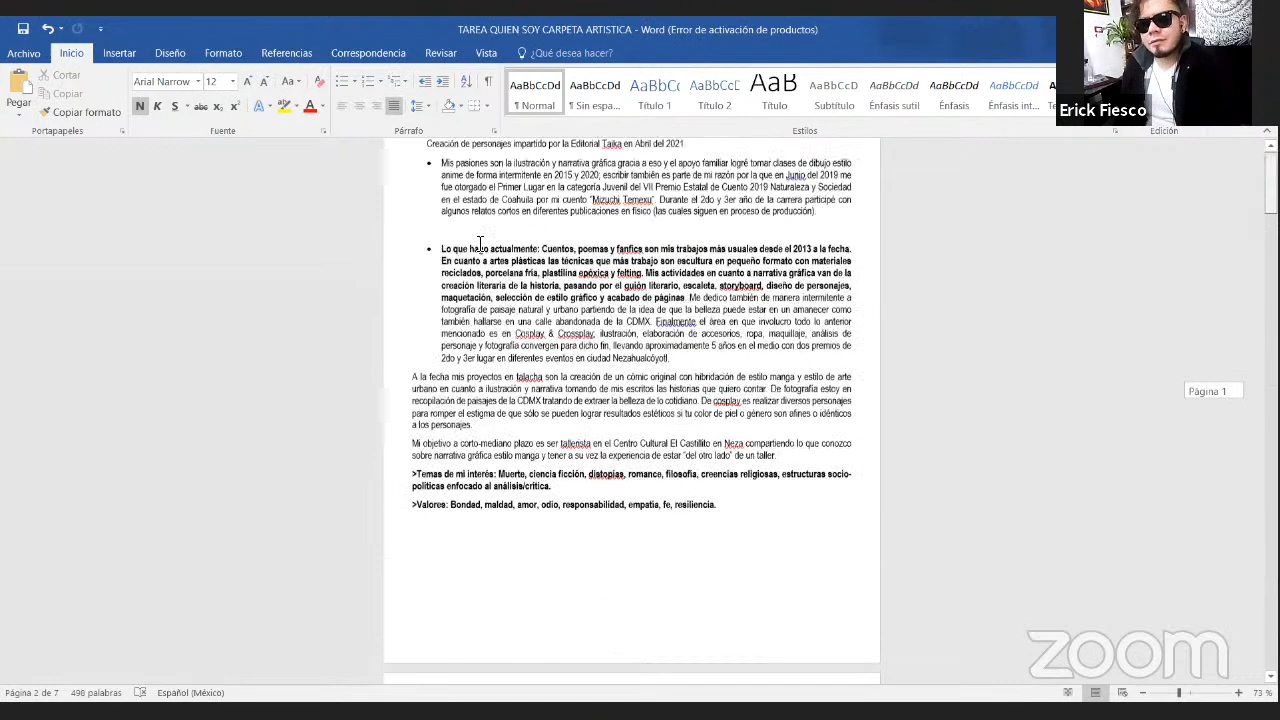 TAREA QUIEN SOY CARPETA ARTISTICA - Word (Error de activación de productos)
Archivo Inicio Insertar Diseño Formato Referencias Correspondencia Revisar Vista ¿Qué desea hacer?
Erick Fiesco
Pegar
Cortar
Copiar
Copiar formato
Portapapeles
Arial Narrow 12
N K S abc x₂ x²
Fuente
Párrafo
AaBbCcDd AaBbCcDd AaBbCc AaBbCcD AaB AaBbCcD AaBbCcDd AaBbCcDd AaBbCcDd
¶ Normal ¶ Sin espa... Título 1 Título 2 Título Subtítulo Énfasis sutil Énfasis Énfasis int...
Estilos
Edición
Creación de personajes impartido por la Editorial Taika en Abril del 2021
• Mis pasiones son la ilustración y narrativa gráfica gracia a eso y el apoyo familiar logré tomar clases de dibujo estilo
anime de forma intermitente en 2015 y 2020; escribir también es parte de mi razón por la que en Junio del 2019 me
fue otorgado el Primer Lugar en la categoría Juvenil del VII Premio Estatal de Cuento 2019 Naturaleza y Sociedad
en el estado de Coahuila por mi cuento “Mizuchi Temexu”. Durante el 2do y 3er año de la carrera participé con
algunos relatos cortos en diferentes publicaciones en físico (las cuales siguen en proceso de producción).
• Lo que hago actualmente: Cuentos, poemas y fanfics son mis trabajos más usuales desde el 2013 a la fecha.
En cuanto a artes plásticas las técnicas que más trabajo son escultura en pequeño formato con materiales
reciclados, porcelana fría, plastilina epóxica y felting. Mis actividades en cuanto a narrativa gráfica van de la
creación literaria de la historia, pasando por el guión literario, escaleta, storyboard, diseño de personajes,
maquetación, selección de estilo gráfico y acabado de páginas. Me dedico también de manera intermitente a
fotografía de paisaje natural y urbano partiendo de la idea de que la belleza puede estar en un amanecer como
también hallarse en una calle abandonada de la CDMX. Finalmente el área en que involucro todo lo anterior
mencionado es en Cosplay & Crossplay; ilustración, elaboración de accesorios, ropa, maquillaje, análisis de
personaje y fotografía convergen para dicho fin, llevando aproximadamente 5 años en el medio con dos premios de
2do y 3er lugar en diferentes eventos en ciudad Nezahualcóyotl.
A la fecha mis proyectos en talacha son la creación de un cómic original con hibridación de estilo manga y estilo de arte
urbano en cuanto a ilustración y narrativa tomando de mis escritos las historias que quiero contar. De fotografía estoy en
recopilación de paisajes de la CDMX tratando de extraer la belleza de lo cotidiano. De cosplay es realizar diversos personajes
para romper el estigma de que sólo se pueden lograr resultados estéticos si tu color de piel o género son afines o idénticos
a los personajes.
Mi objetivo a corto-mediano plazo es ser tallerista en el Centro Cultural El Castillito en Neza compartiendo lo que conozco
sobre narrativa gráfica estilo manga y tener a su vez la experiencia de estar “del otro lado” de un taller.
>Temas de mi interés: Muerte, ciencia ficción, distopias, romance, filosofía, creencias religiosas, estructuras socio-
políticas enfocado al análisis/crítica.
>Valores: Bondad, maldad, amor, odio, responsabilidad, empatía, fe, resiliencia.
Página 1
zoom
Página 2 de 7 498 palabras Español (México) 73 %